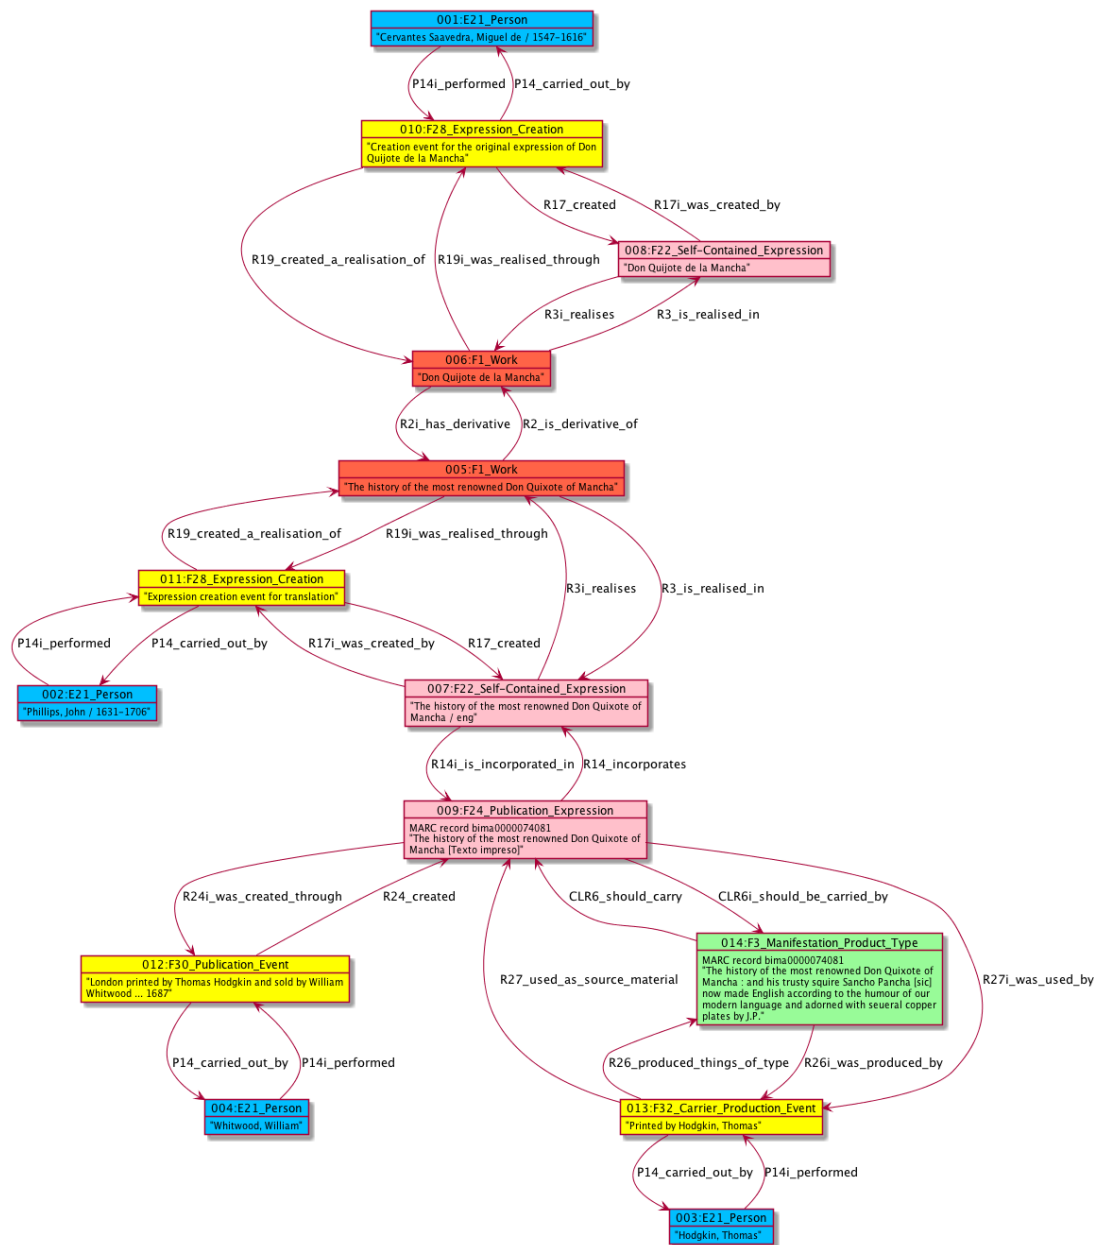 001:E21_Person
"Cervantes Saavedra, Miguel de / 1547-1616"
P14i_performed
P14_carried_out_by
010:F28_Expression_Creation
"Creation event for the original expression of Don
Quijote de la Mancha"
R17_created
R17i_was_created_by
008:F22_Self-Contained_Expression
"Don Quijote de la Mancha"
R19_created_a_realisation_of
R19i_was_realised_through
R3i_realises
R3_is_realised_in
006:F1_Work
"Don Quijote de la Mancha"
R2i_has_derivative
R2_is_derivative_of
005:F1_Work
"The history of the most renowned Don Quixote of Mancha"
R19_created_a_realisation_of
R19i_was_realised_through
011:F28_Expression_Creation
"Expression creation event for translation"
R3i_realises
R3_is_realised_in
P14i_performed
P14_carried_out_by
R17i_was_created_by
R17_created
002:E21_Person
"Phillips, John / 1631-1706"
007:F22_Self-Contained_Expression
"The history of the most renowned Don Quixote of
Mancha / eng"
R14i_is_incorporated_in
R14_incorporates
009:F24_Publication_Expression
MARC record bima0000074081
"The history of the most renowned Don Quixote of
Mancha [Texto impreso]"
R24i_was_created_through
R24_created
CLR6_should_carry
CLR6i_should_be_carried_by
012:F30_Publication_Event
"London printed by Thomas Hodgkin and sold by William
Whitwood ... 1687"
014:F3_Manifestation_Product_Type
MARC record bima0000074081
"The history of the most renowned Don Quixote of
Mancha : and his trusty squire Sancho Pancha [sic]
now made English according to the humour of our
modern language and adorned with seueral copper
plates by J.P."
R27_used_as_source_material
R27i_was_used_by
P14_carried_out_by
P14i_performed
R26_produced_things_of_type
R26i_was_produced_by
004:E21_Person
"Whitwood, William"
013:F32_Carrier_Production_Event
"Printed by Hodgkin, Thomas"
P14_carried_out_by
P14i_performed
003:E21_Person
"Hodgkin, Thomas"